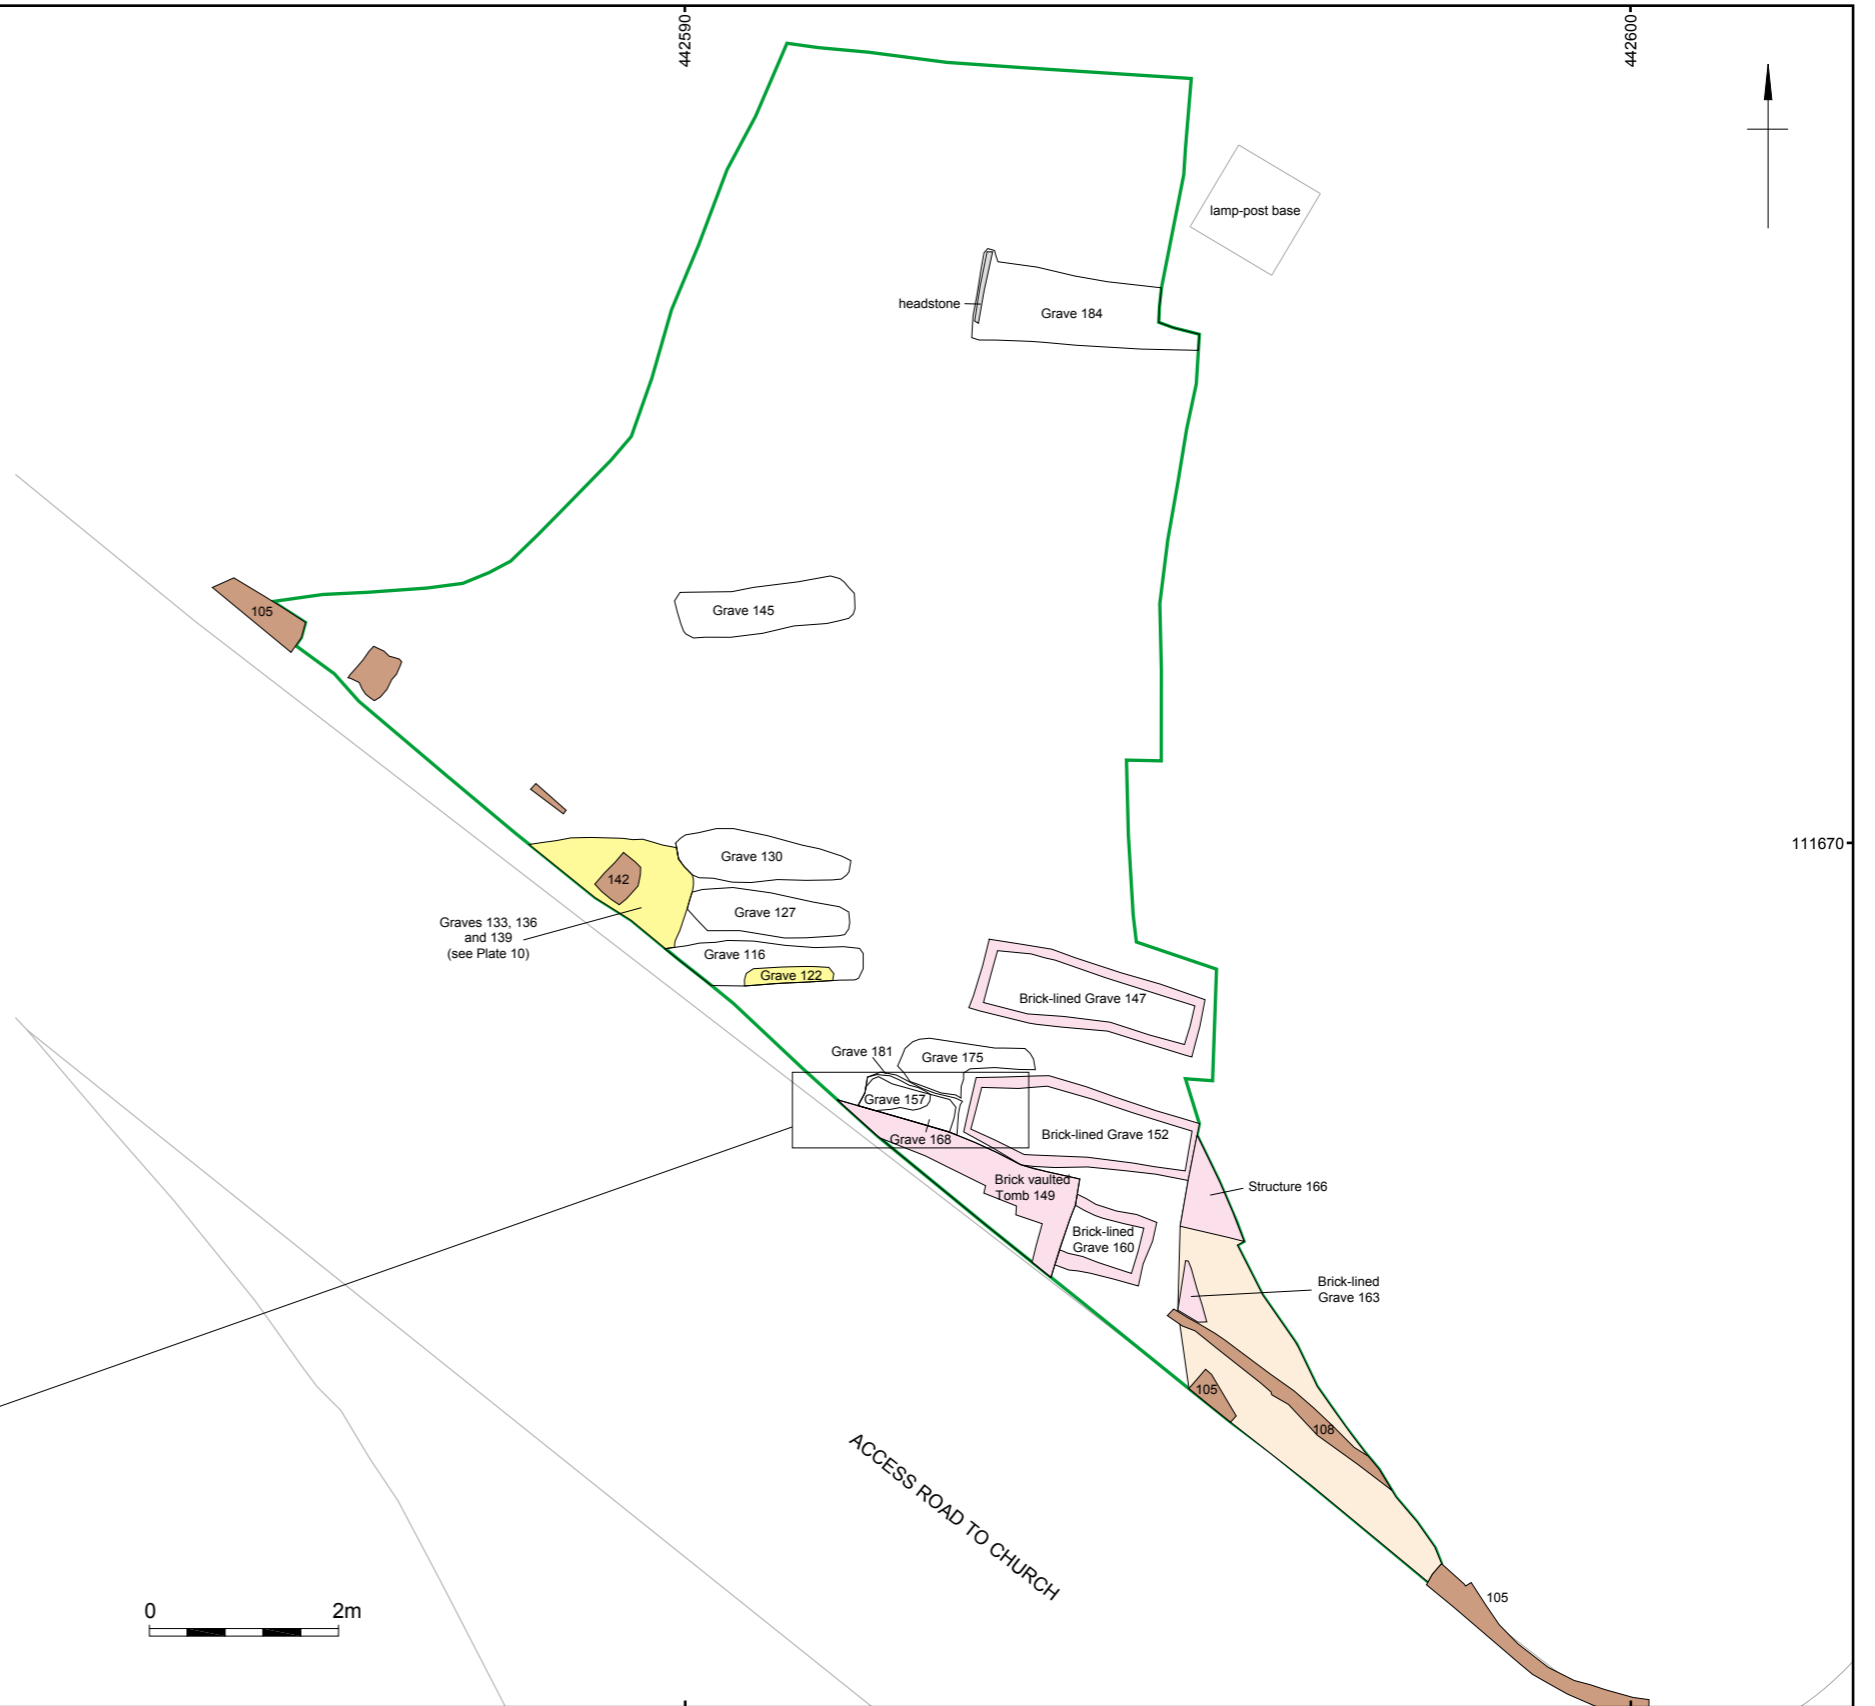 442590
442600
lamp-post base
headstone
Grave 184
105
Grave 145
111670
Grave 130
142
Grave 127
Graves 133, 136
and 139
(see Plate 10)
Grave 116
Grave 122
Brick-lined Grave 147
Grave 181
Grave 175
Grave 157
Brick-lined Grave 152
Grave 168
Brick vaulted
Tomb 149
Structure 166
Brick-lined
Grave 160
Brick-lined
Grave 163
105
108
ACCESS ROAD TO CHURCH
105
0 2m